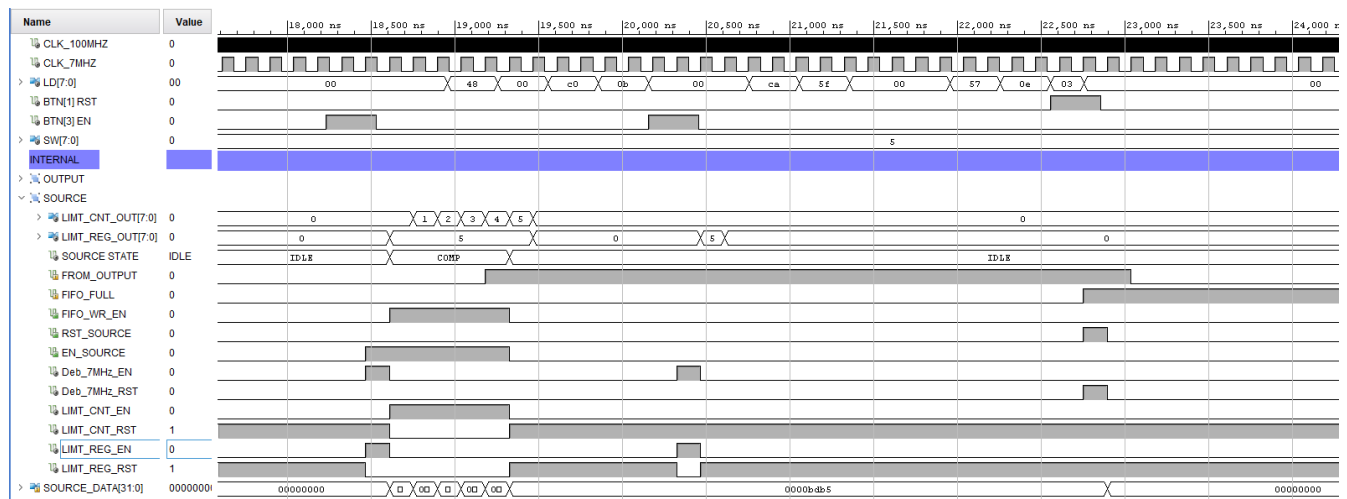 Name Value 18,000 ns 18,500 ns 19,000 ns 19,500 ns 20,000 ns 20,500 ns 21,000 ns 21,500 ns 22,000 ns 22,500 ns 23,000 ns 23,500 ns 24,000 n
CLK_100MHZ 0
CLK_7MHZ 0
LD[7:0] 00 00 48 00 c0 0b 00 ca 5f 00 57 0e 03 00
BTN[1] RST 0
BTN[3] EN 0
SW[7:0] 0 5
INTERNAL
OUTPUT
SOURCE
LIMT_CNT_OUT[7:0] 0 0 1 2 3 4 5 0
LIMT_REG_OUT[7:0] 0 0 5 0 5 0
SOURCE STATE IDLE IDLE COMP IDLE
FROM_OUTPUT 0
FIFO_FULL 0
FIFO_WR_EN 0
RST_SOURCE 0
EN_SOURCE 0
Deb_7MHz_EN 0
Deb_7MHz_RST 0
LIMT_CNT_EN 0
LIMT_CNT_RST 1
LIMT_REG_EN 0
LIMT_REG_RST 1
SOURCE_DATA[31:0] 0000000 00000000 0000bdb5 00000000